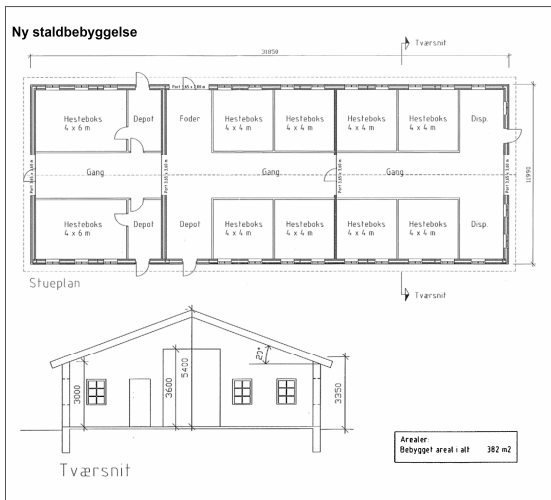 Ny staldbebyggelse
Tværsnit
31850
Hesteboks
4 x 6 m
Depot
Foder
Hesteboks
4 x 4 m
Hesteboks
4 x 4 m
Hesteboks
4 x 4 m
Hesteboks
4 x 4 m
Disp.
Gang
Gang
Gang
11990
Hesteboks
4 x 6 m
Depot
Depot
Hesteboks
4 x 4 m
Hesteboks
4 x 4 m
Hesteboks
4 x 4 m
Hesteboks
4 x 4 m
Disp.
Stueplan
Tværsnit
20°
3000
3600
5400
3350
Tværsnit
Arealer:
Bebygget areal i alt 382 m2